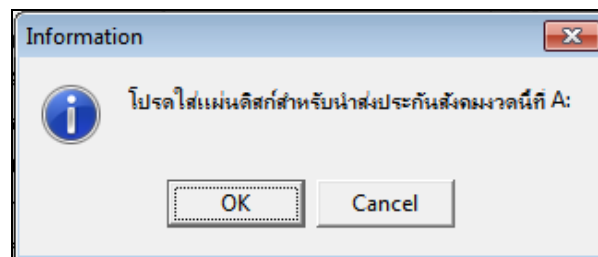 Information
โปรดใส่แผ่นดิสก์สำหรับนำส่งประกันสังคมงวดนี้ที่ A:
OK
Cancel